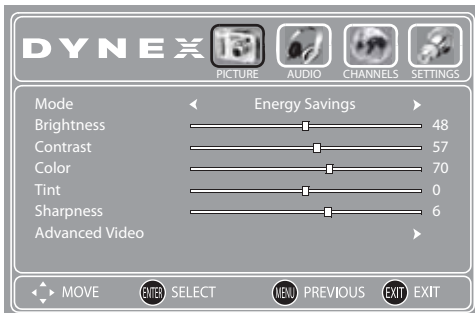 DYNEX
PICTURE AUDIO CHANNELS SETTINGS
Mode Energy Savings
Brightness 48
Contrast 57
Color 70
Tint 0
Sharpness 6
Advanced Video
MOVE ENTER SELECT MENU PREVIOUS EXIT EXIT